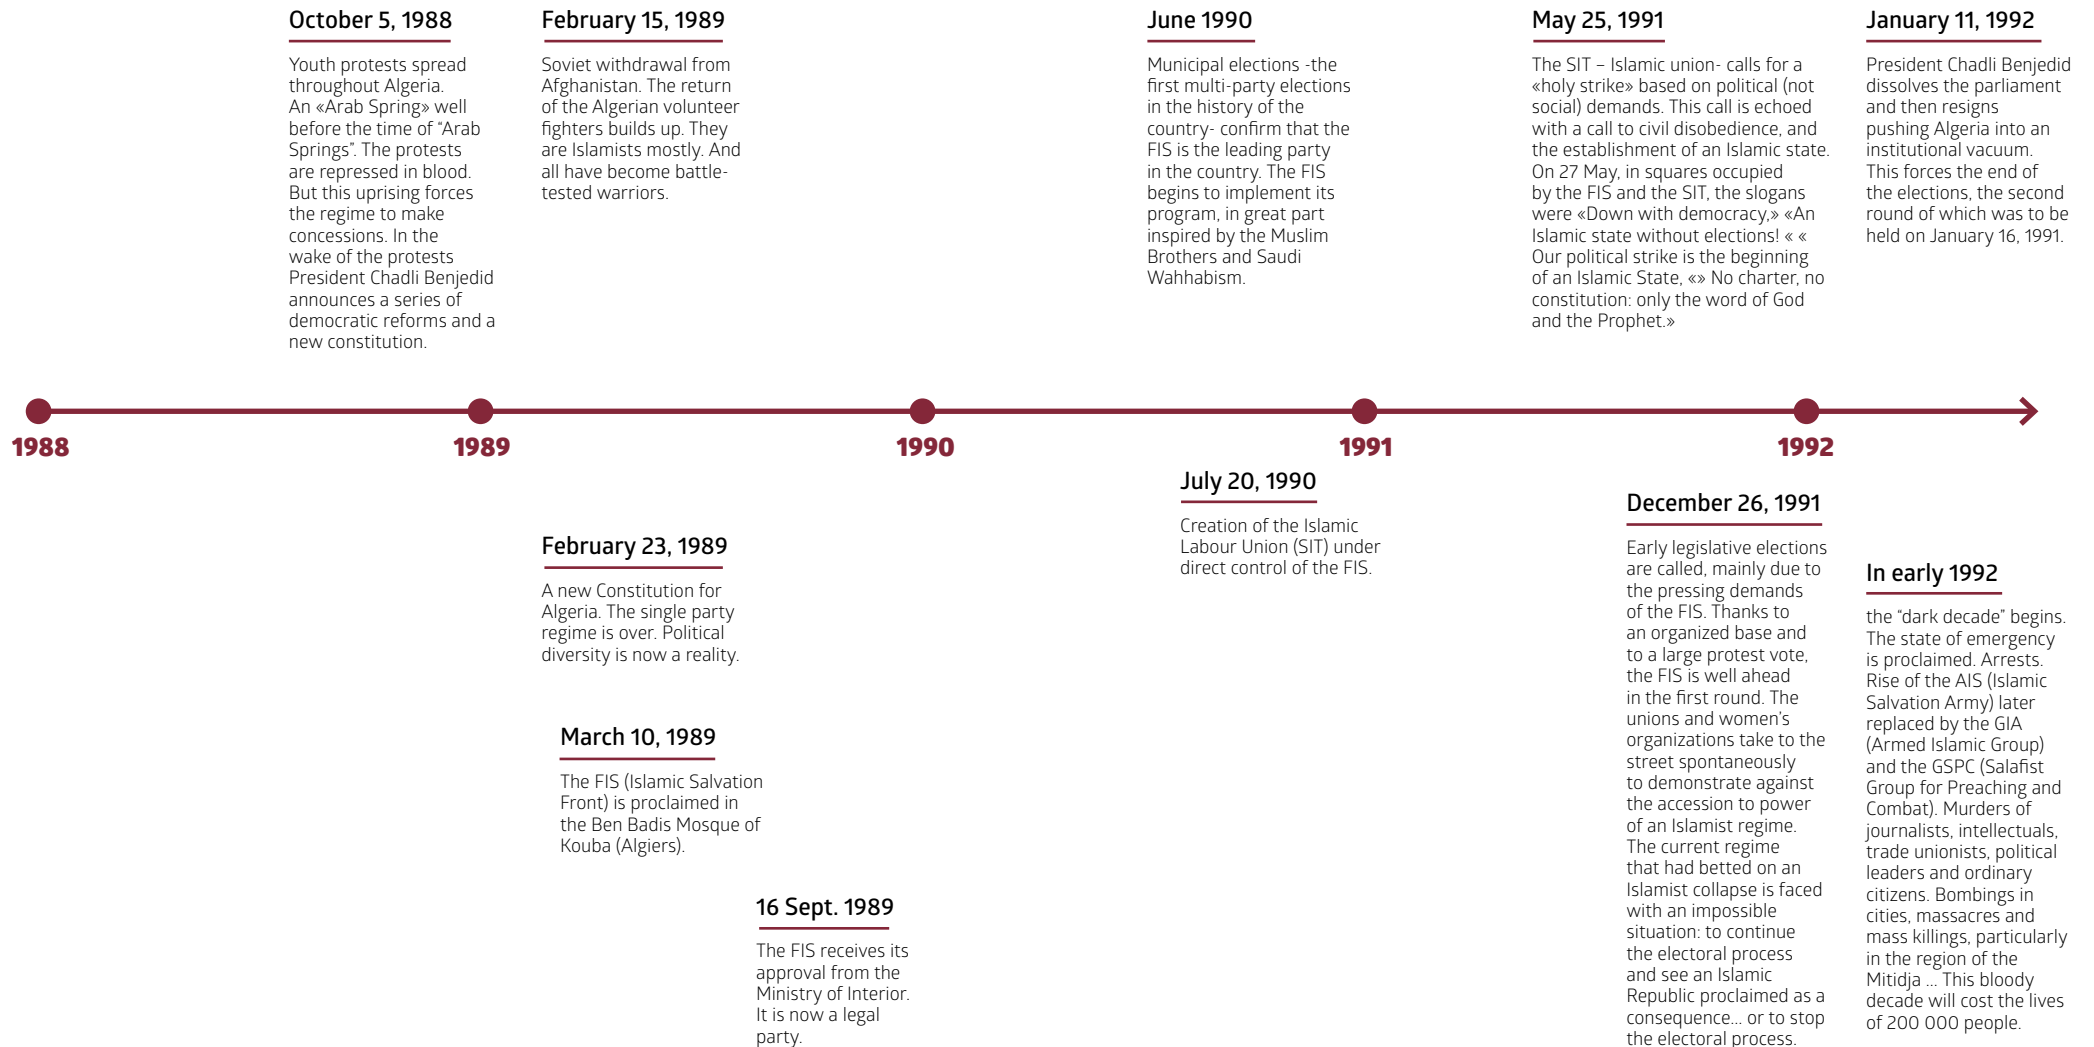 October 5, 1988
Youth protests spread
throughout Algeria.
An «Arab Spring» well
before the time of “Arab
Springs”. The protests
are repressed in blood.
But this uprising forces
the regime to make
concessions. In the
wake of the protests
President Chadli Benjedid
announces a series of
democratic reforms and a
new constitution.
February 15, 1989
Soviet withdrawal from
Afghanistan. The return
of the Algerian volunteer
fighters builds up. They
are Islamists mostly. And
all have become battle-
tested warriors.
June 1990
Municipal elections -the
first multi-party elections
in the history of the
country- confirm that the
FIS is the leading party
in the country. The FIS
begins to implement its
program, in great part
inspired by the Muslim
Brothers and Saudi
Wahhabism.
May 25, 1991
The SIT – Islamic union- calls for a
«holy strike» based on political (not
social) demands. This call is echoed
with a call to civil disobedience, and
the establishment of an Islamic state.
On 27 May, in squares occupied
by the FIS and the SIT, the slogans
were «Down with democracy,» «An
Islamic state without elections! « «
Our political strike is the beginning
of an Islamic State, «» No charter, no
constitution: only the word of God
and the Prophet.»
January 11, 1992
President Chadli Benjedid
dissolves the parliament
and then resigns
pushing Algeria into an
institutional vacuum.
This forces the end of
the elections, the second
round of which was to be
held on January 16, 1991.
1988
1989
1990
1991
1992
February 23, 1989
A new Constitution for
Algeria. The single party
regime is over. Political
diversity is now a reality.
March 10, 1989
The FIS (Islamic Salvation
Front) is proclaimed in
the Ben Badis Mosque of
Kouba (Algiers).
16 Sept. 1989
The FIS receives its
approval from the
Ministry of Interior.
It is now a legal
party.
July 20, 1990
Creation of the Islamic
Labour Union (SIT) under
direct control of the FIS.
December 26, 1991
Early legislative elections
are called, mainly due to
the pressing demands
of the FIS. Thanks to
an organized base and
to a large protest vote,
the FIS is well ahead
in the first round. The
unions and women’s
organizations take to the
street spontaneously
to demonstrate against
the accession to power
of an Islamist regime.
The current regime
that had betted on an
Islamist collapse is faced
with an impossible
situation: to continue
the electoral process
and see an Islamic
Republic proclaimed as a
consequence... or to stop
the electoral process.
In early 1992
the “dark decade” begins.
The state of emergency
is proclaimed. Arrests.
Rise of the AIS (Islamic
Salvation Army) later
replaced by the GIA
(Armed Islamic Group)
and the GSPC (Salafist
Group for Preaching and
Combat). Murders of
journalists, intellectuals,
trade unionists, political
leaders and ordinary
citizens. Bombings in
cities, massacres and
mass killings, particularly
in the region of the
Mitidja ... This bloody
decade will cost the lives
of 200 000 people.